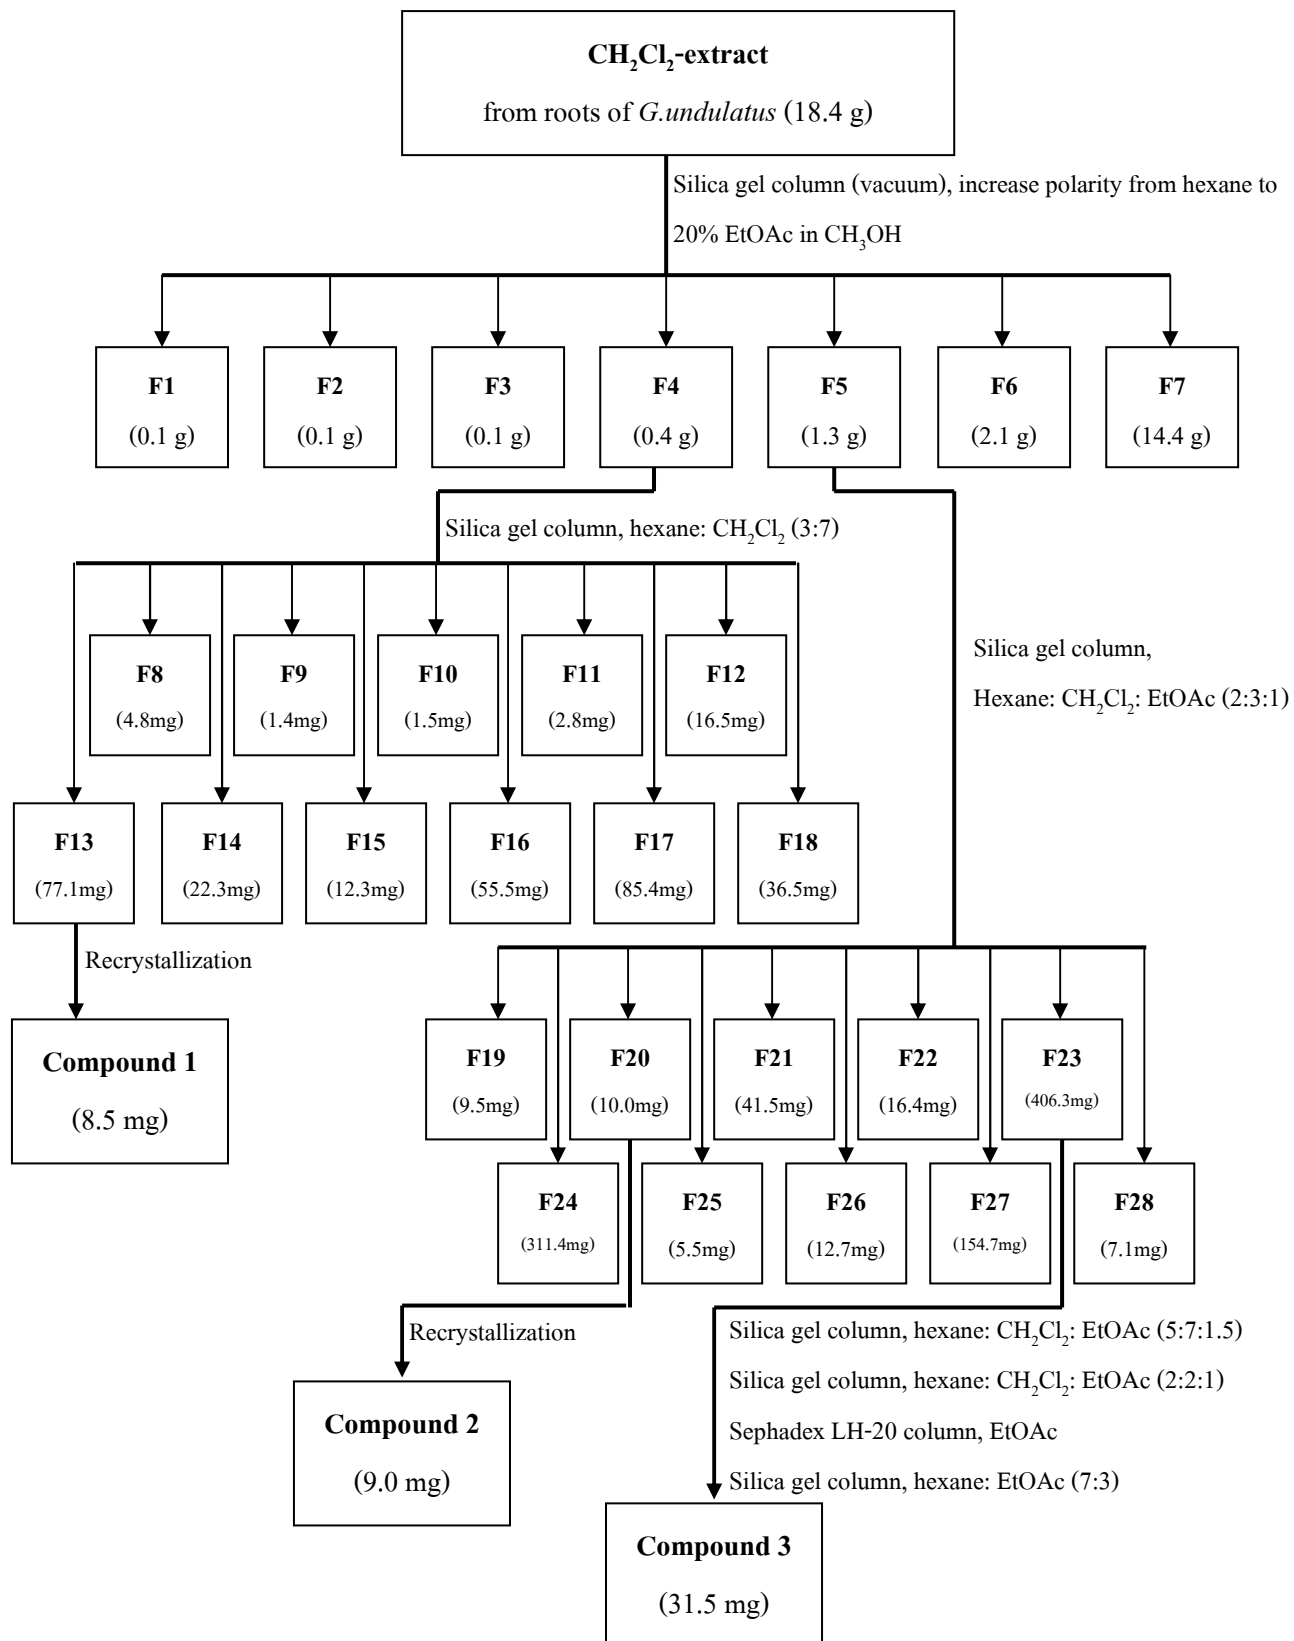 CH₂Cl₂-extract
from roots of G.undulatus (18.4 g)
Silica gel column (vacuum), increase polarity from hexane to
20% EtOAc in CH₃OH
F1
(0.1 g)
F2
(0.1 g)
F3
(0.1 g)
F4
(0.4 g)
F5
(1.3 g)
F6
(2.1 g)
F7
(14.4 g)
Silica gel column, hexane: CH₂Cl₂ (3:7)
F8
(4.8mg)
F9
(1.4mg)
F10
(1.5mg)
F11
(2.8mg)
F12
(16.5mg)
Silica gel column,
Hexane: CH₂Cl₂: EtOAc (2:3:1)
F13
(77.1mg)
F14
(22.3mg)
F15
(12.3mg)
F16
(55.5mg)
F17
(85.4mg)
F18
(36.5mg)
Recrystallization
Compound 1
(8.5 mg)
F19
(9.5mg)
F20
(10.0mg)
F21
(41.5mg)
F22
(16.4mg)
F23
(406.3mg)
F24
(311.4mg)
F25
(5.5mg)
F26
(12.7mg)
F27
(154.7mg)
F28
(7.1mg)
Recrystallization
Compound 2
(9.0 mg)
Silica gel column, hexane: CH₂Cl₂: EtOAc (5:7:1.5)
Silica gel column, hexane: CH₂Cl₂: EtOAc (2:2:1)
Sephadex LH-20 column, EtOAc
Silica gel column, hexane: EtOAc (7:3)
Compound 3
(31.5 mg)